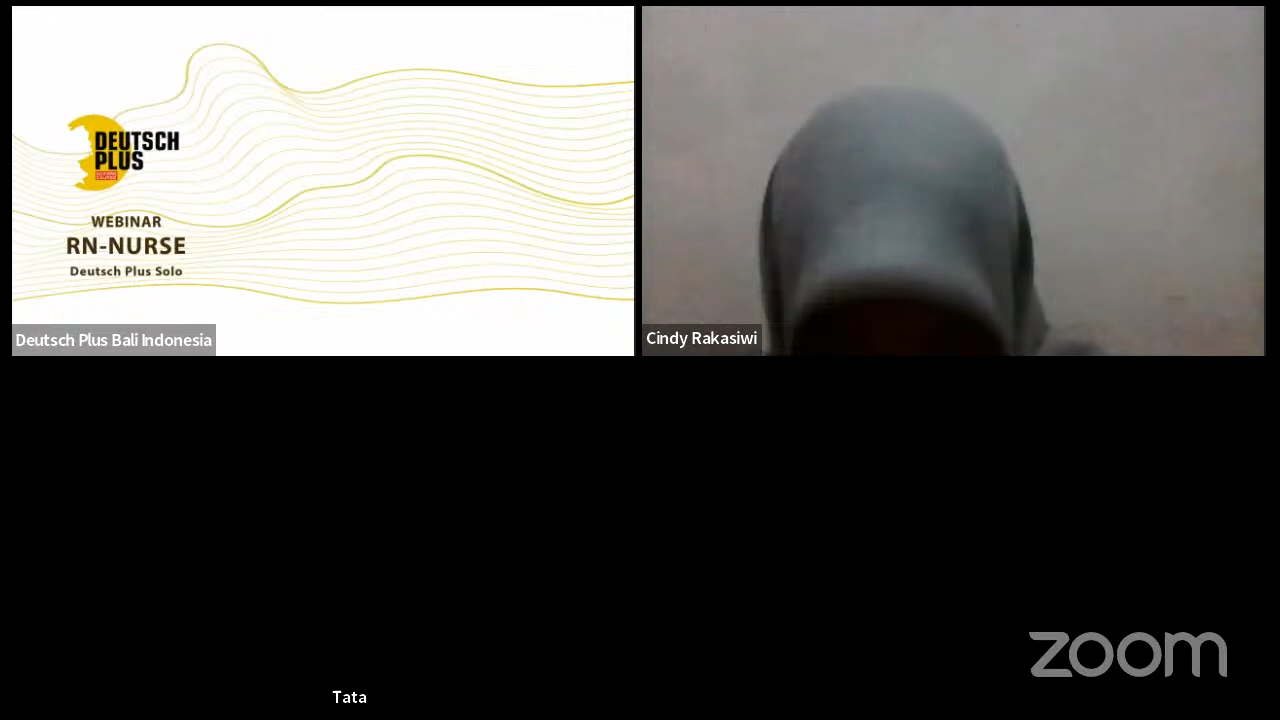 DEUTSCH
PLUS
WEBINAR
RN-NURSE
Deutsch Plus Solo
Deutsch Plus Bali Indonesia
Cindy Rakasiwi
Tata
zoom